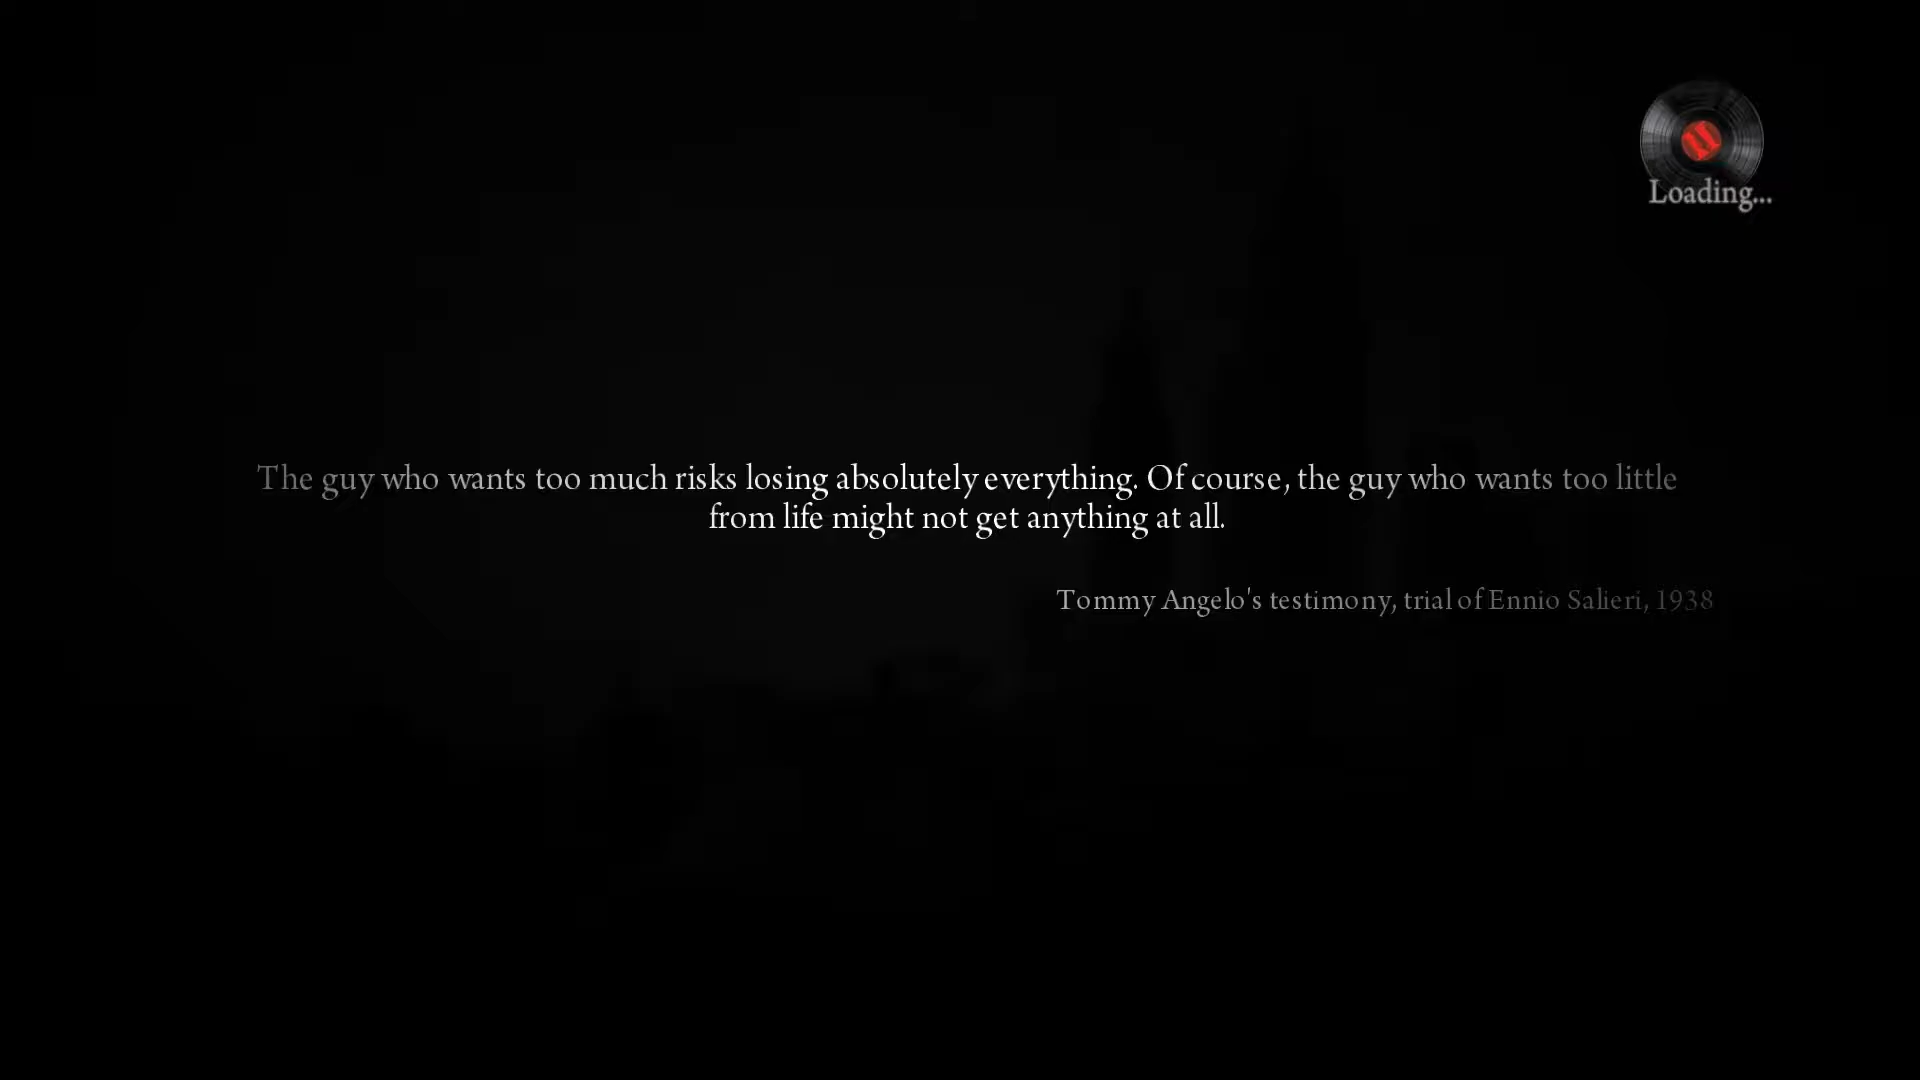 Loading...
The guy who wants too much risks losing absolutely everything. Of course, the guy who wants too little
from life might not get anything at all.
Tommy Angelo's testimony, trial of Ennio Salieri, 1938